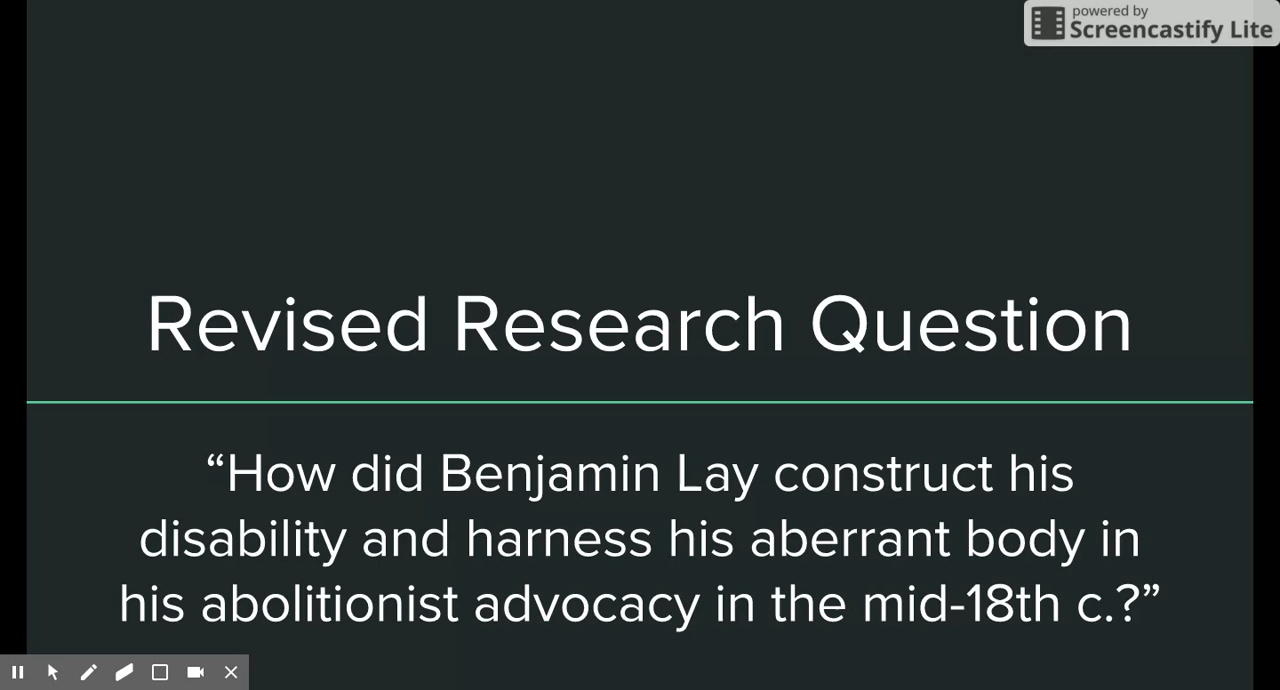 powered by
Screencastify Lite
Revised Research Question
“How did Benjamin Lay construct his
disability and harness his aberrant body in
his abolitionist advocacy in the mid-18th c.?”